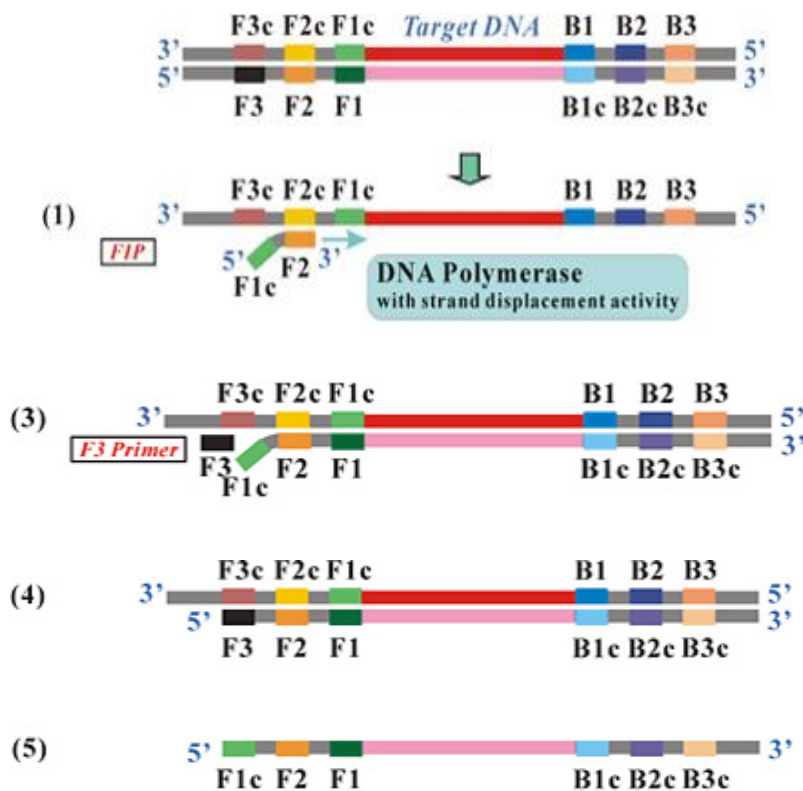 F3c F2c F1c Target DNA B1 B2 B3
3’ 5’
5’ 3’
F3 F2 F1 B1c B2c B3c
F3c F2c F1c B1 B2 B3
(1) 3’ 5’
FIP 5’ F2 3’
F1c
DNA Polymerase
with strand displacement activity
F3c F2c F1c B1 B2 B3
(3) 3’ 5’
F3 Primer 3’
F3 F2 F1 B1c B2c B3c
F1c
F3c F2c F1c B1 B2 B3
(4) 3’ 5’
5’ 3’
F3 F2 F1 B1c B2c B3c
(5) 5’ 3’
F1c F2 F1 B1c B2c B3c